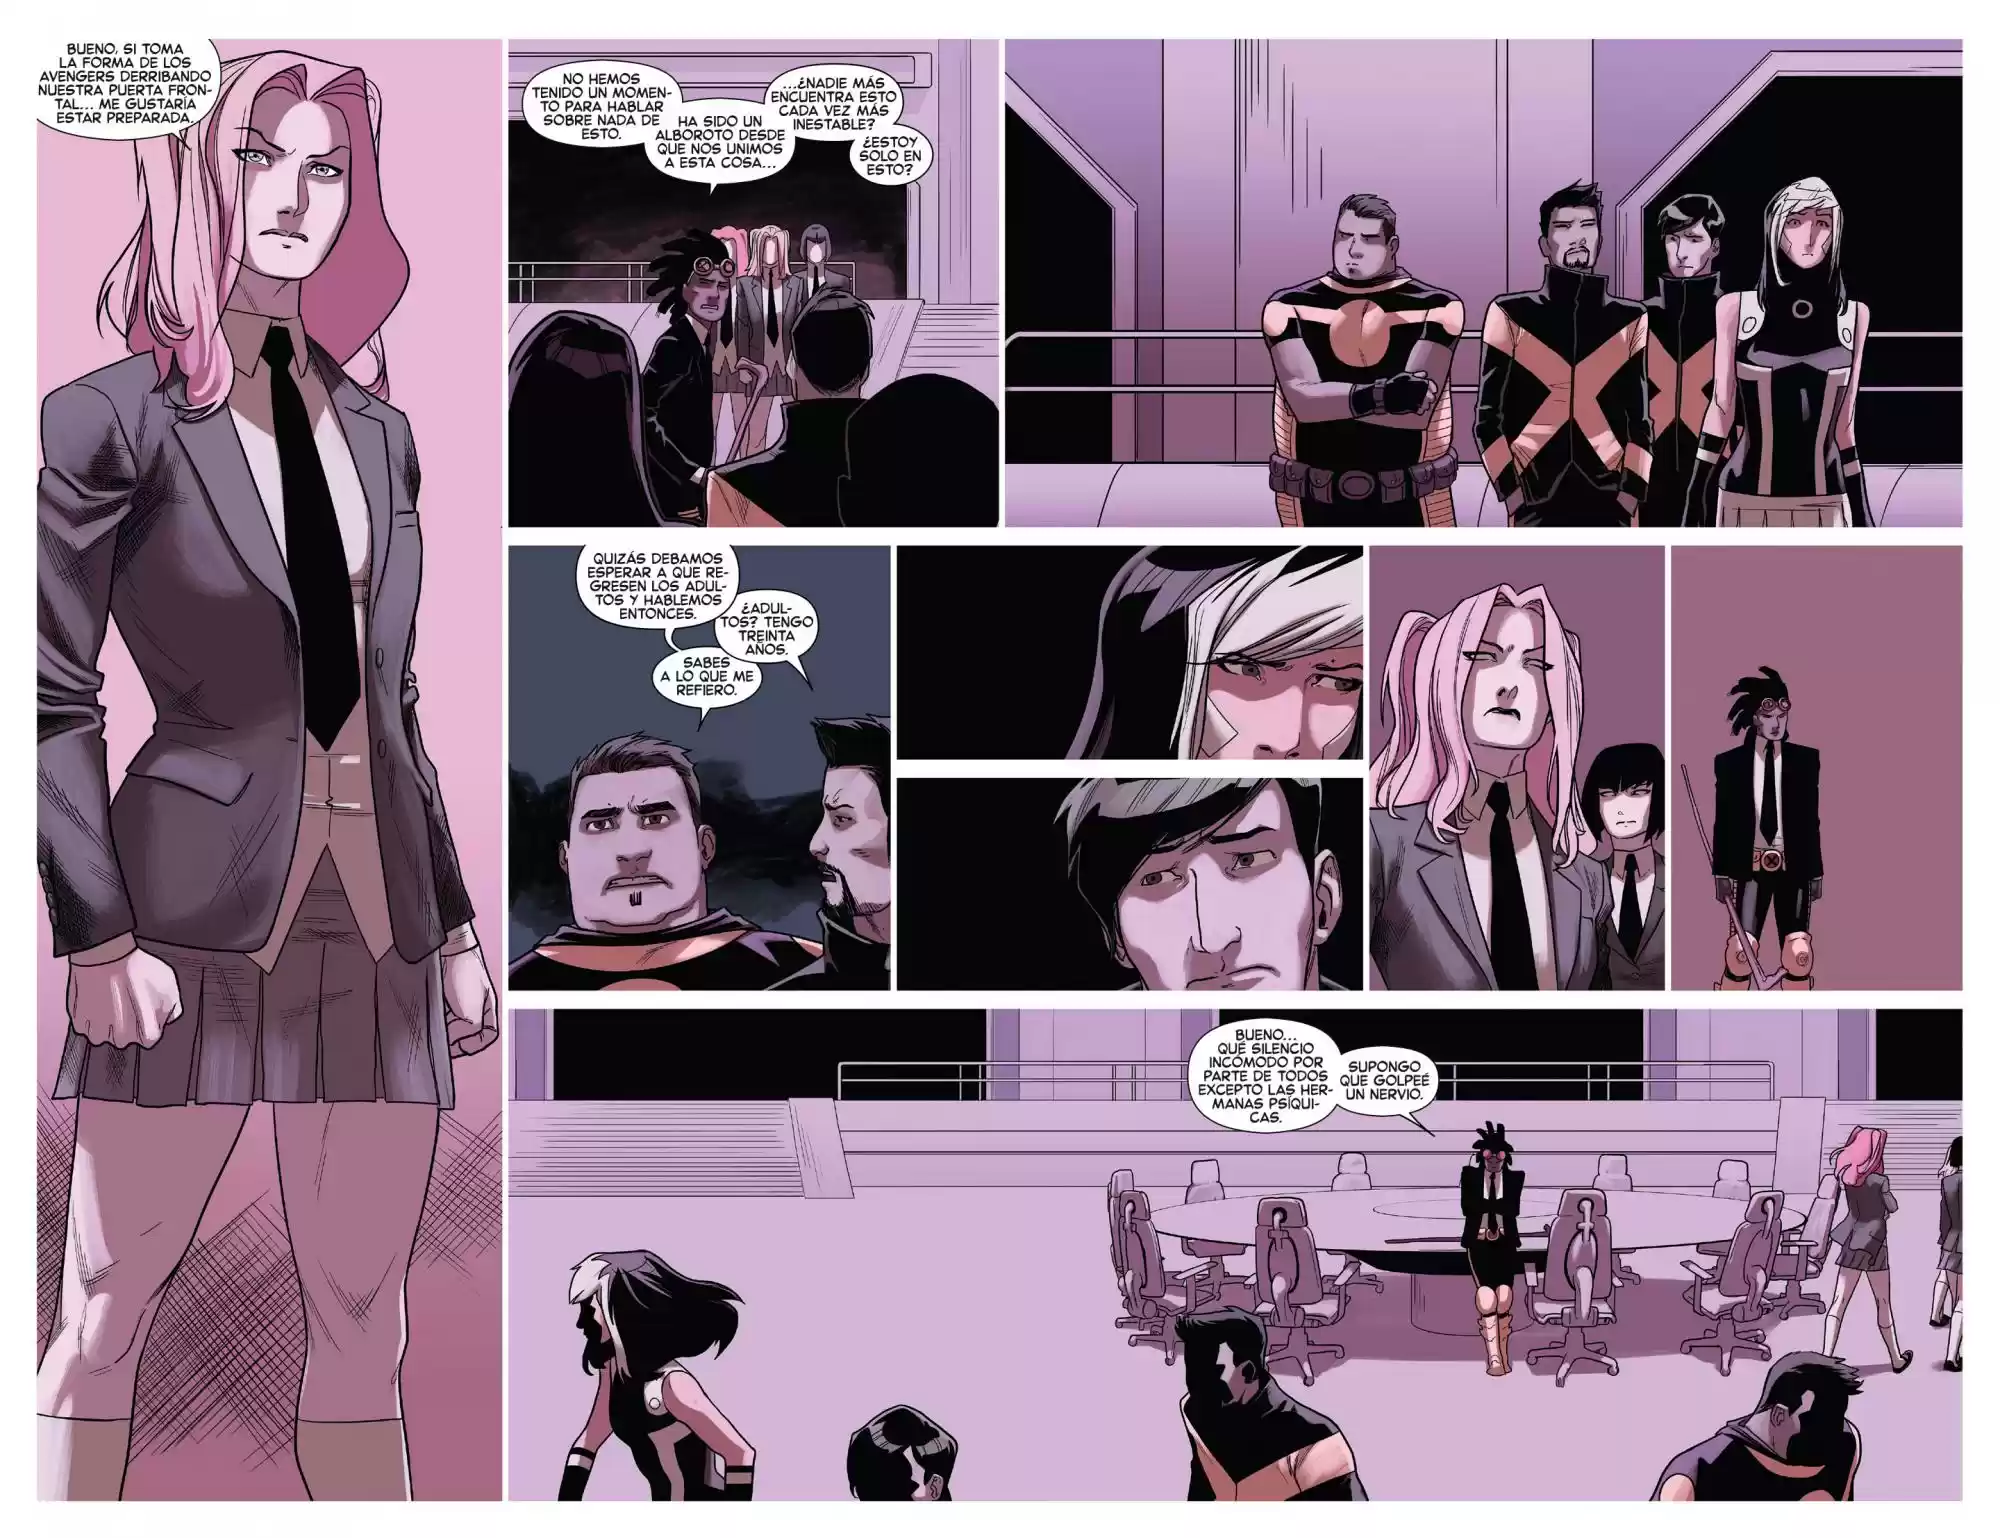 BUENO, SI TOMA
LA FORMA DE LOS
AVENGERS DERRIBANDO
NUESTRA PUERTA FRON-
TAL... ME GUSTARÍA
ESTAR PREPARADA.
NO HEMOS
TENIDO UN MOMEN-
TO PARA HABLAR
SOBRE NADA DE
ESTO.
HA SIDO UN
ALBOROTO DESDE
QUE NOS UNIMOS
A ESTA COSA...
...¿NADIE MÁS
ENCUENTRA ESTO
CADA VEZ MÁS
INESTABLE?
¿ESTOY
SOLO EN
ESTO?
QUIZÁS DEBAMOS
ESPERAR A QUE RE-
GRESEN LOS ADUL-
TOS Y HABLEMOS
ENTONCES.
¿ADUL-
TOS? TENGO
TREINTA
AÑOS.
SABES
A LO QUE ME
REFIERO.
BUENO...
QUÉ SILENCIO
INCÓMODO POR
PARTE DE TODOS
EXCEPTO LAS HER-
MANAS PSÍQUI-
CAS.
SUPONGO
QUE GOLPEÉ
UN NERVIO.